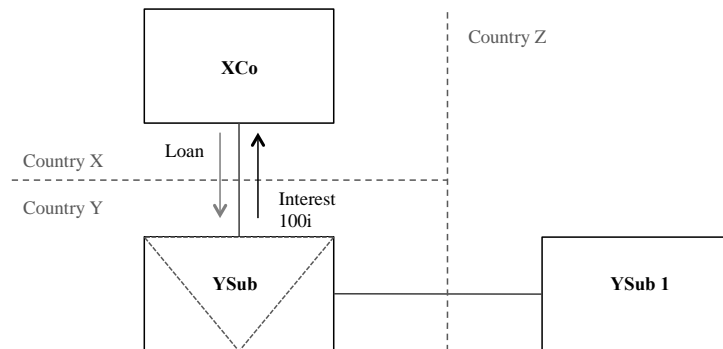 Country Z
XCo
Loan
Country X
Interest
100i
Country Y
YSub
YSub 1